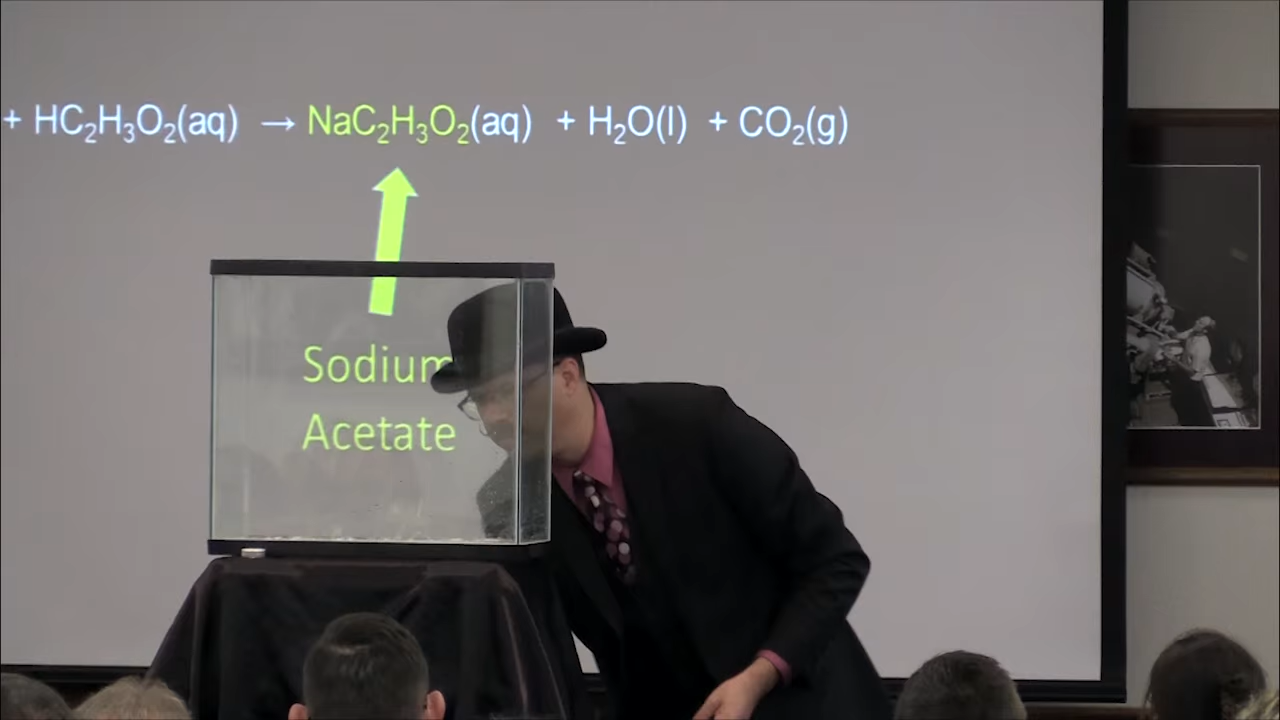 + HC₂H₃O₂(aq) → NaC₂H₃O₂(aq) + H₂O(l) + CO₂(g)
Sodium
Acetate